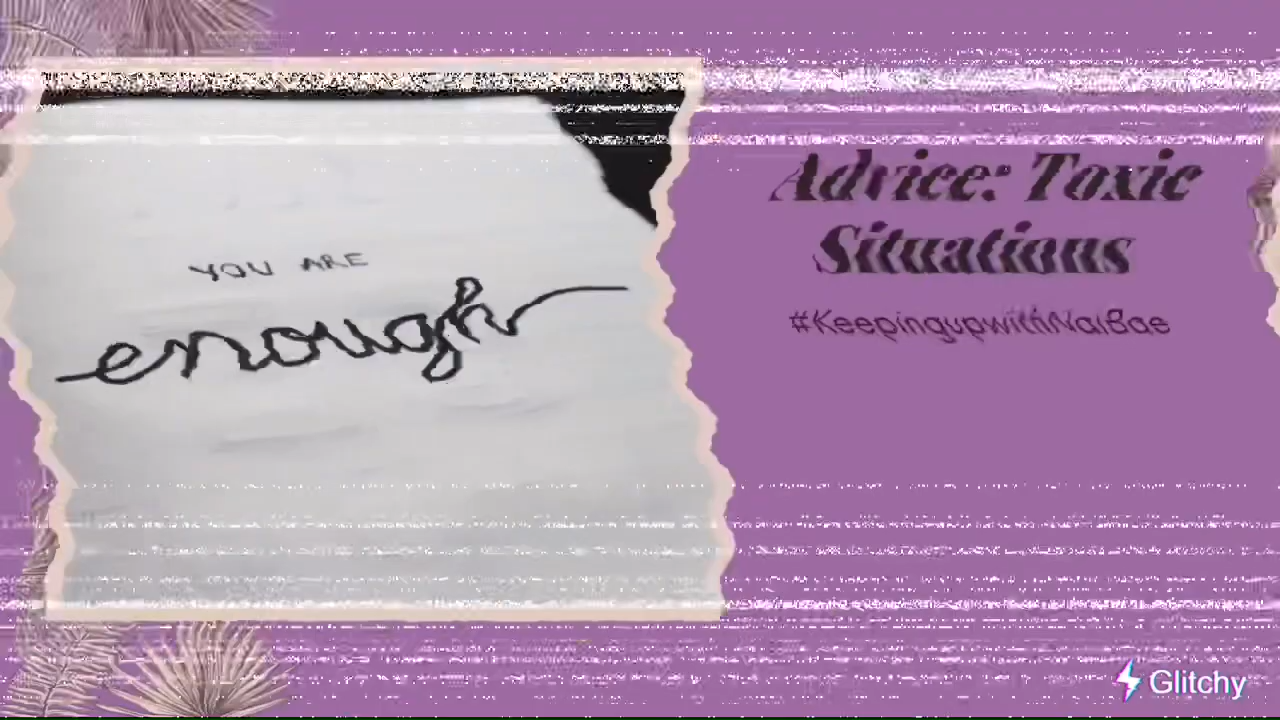 YOU ARE
enough
Advice: Toxic
Situations
#KeepingupwithNaiBae
Glitchy